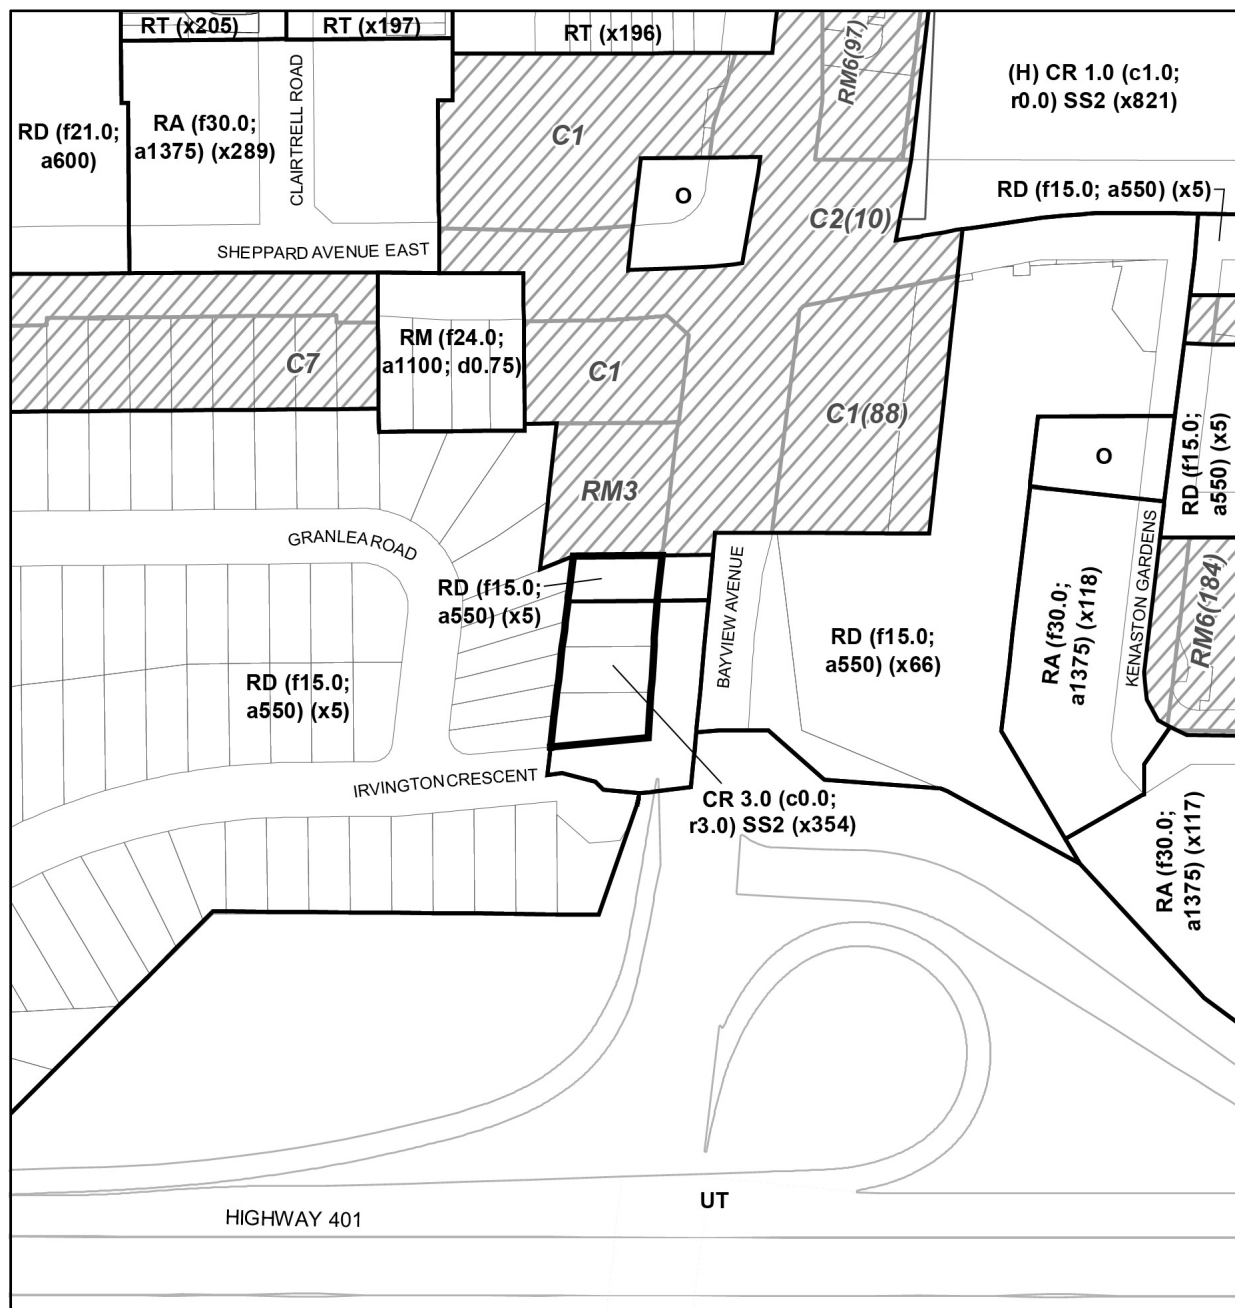 RT (x205)
RT (x197)
RT (x196)
RM6(97)
(H) CR 1.0 (c1.0;
r0.0) SS2 (x821)
RD (f21.0;
a600)
RA (f30.0;
a1375) (x289)
CLAIRTRELL ROAD
C1
O
RD (f15.0; a550) (x5)
C2(10)
SHEPPARD AVENUE EAST
C7
RM (f24.0;
a1100; d0.75)
C1
C1(88)
RD (f15.0;
a550) (x5)
O
RM3
GRANLEA ROAD
BAYVIEW AVENUE
KENASTON GARDENS
RD (f15.0;
a550) (x5)
RA (f30.0;
a1375) (x118)
RM6(184)
RD (f15.0;
a550) (x66)
RD (f15.0;
a550) (x5)
IRVINGTON CRESCENT
CR 3.0 (c0.0;
r3.0) SS2 (x354)
RA (f30.0;
a1375) (x117)
UT
HIGHWAY 401